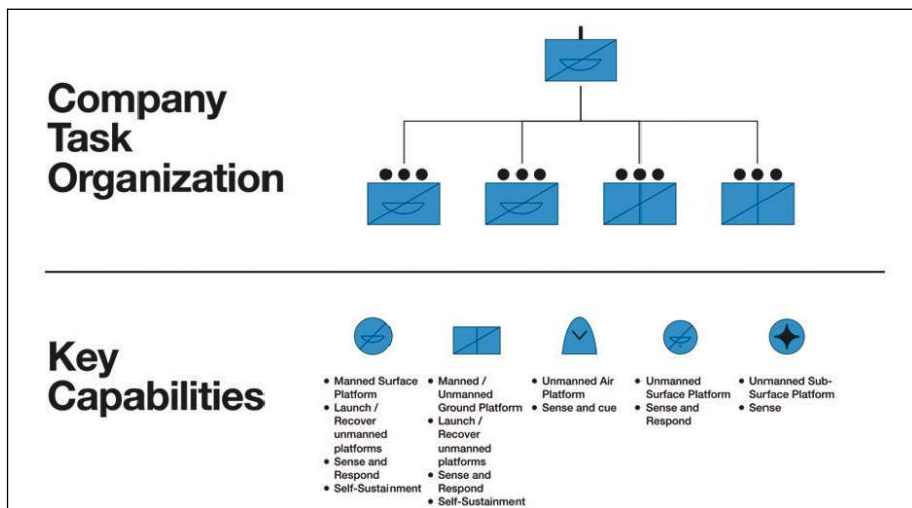 Company
Task
Organization
Key
Capabilities
• Manned Surface
Platform
• Launch /
Recover
unmanned
platforms
• Sense and
Respond
• Self-Sustainment
• Manned /
Unmanned
Ground Platform
• Launch /
Recover
unmanned
platforms
• Sense and
Respond
• Self-Sustainment
• Unmanned Air
Platform
• Sense and cue
• Unmanned
Surface Platform
• Sense and
Respond
• Unmanned Sub-
Surface Platform
• Sense